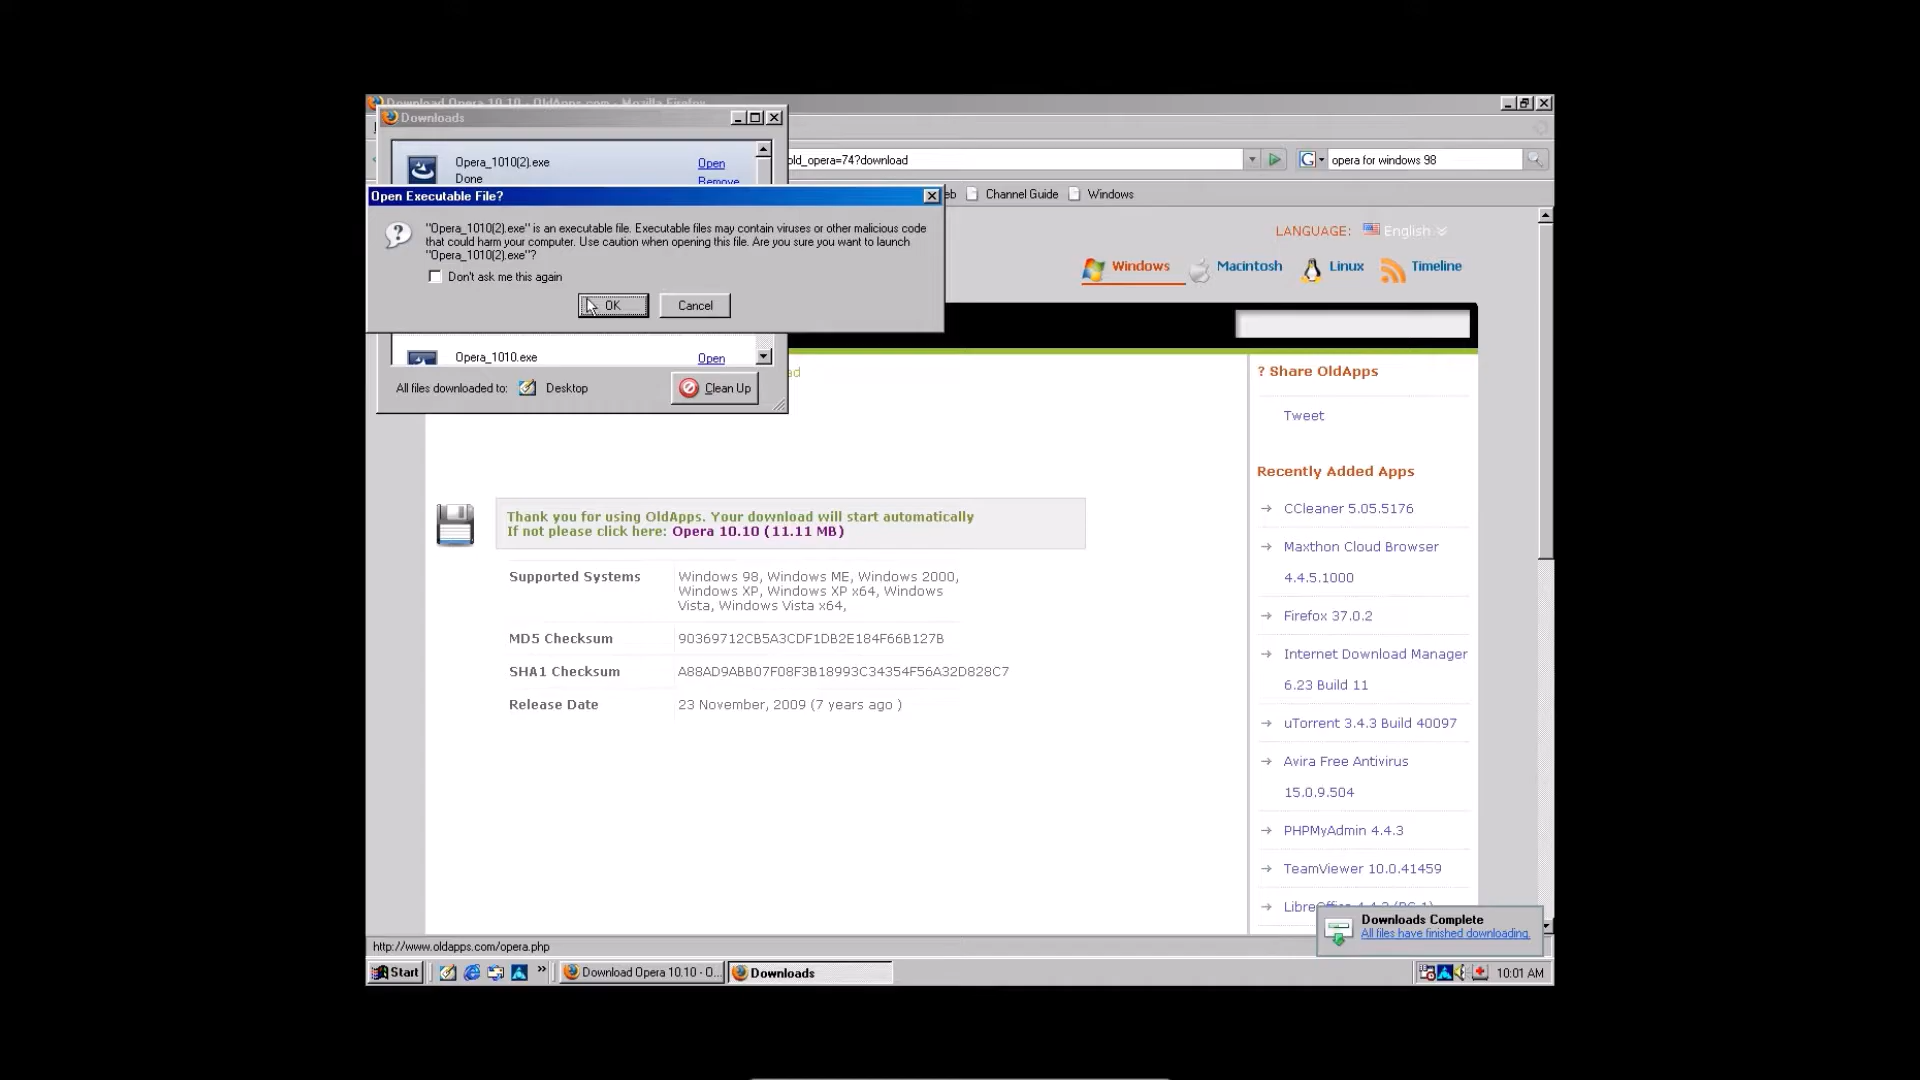 Download Opera 10.10 - OldApps.com - Mozilla Firefox
Downloads
Opera_1010(2).exe
Open
Done
Remove
old_opera=74?download
opera for windows 98
Channel Guide
Windows
Open Executable File?
"Opera_1010(2).exe" is an executable file. Executable files may contain viruses or other malicious code
that could harm your computer. Use caution when opening this file. Are you sure you want to launch
"Opera_1010(2).exe"?
Don't ask me this again
OK
Cancel
Opera_1010.exe
Open
All files downloaded to:
Desktop
Clean Up
LANGUAGE:
English
Windows
Macintosh
Linux
Timeline
? Share OldApps
Tweet
Recently Added Apps
CCleaner 5.05.5176
Maxthon Cloud Browser
4.4.5.1000
Firefox 37.0.2
Internet Download Manager
6.23 Build 11
uTorrent 3.4.3 Build 40097
Avira Free Antivirus
15.0.9.504
PHPMyAdmin 4.4.3
TeamViewer 10.0.41459
Thank you for using OldApps. Your download will start automatically
If not please click here: Opera 10.10 (11.11 MB)
Supported Systems
Windows 98, Windows ME, Windows 2000,
Windows XP, Windows XP x64, Windows
Vista, Windows Vista x64,
MD5 Checksum
90369712CB5A3CDF1DB2E184F66B127B
SHA1 Checksum
A88AD9ABB07F08F3B18993C34354F56A32D828C7
Release Date
23 November, 2009 (7 years ago )
Downloads Complete
All files have finished downloading.
http://www.oldapps.com/opera.php
Start
Download Opera 10.10 - O...
Downloads
10:01 AM